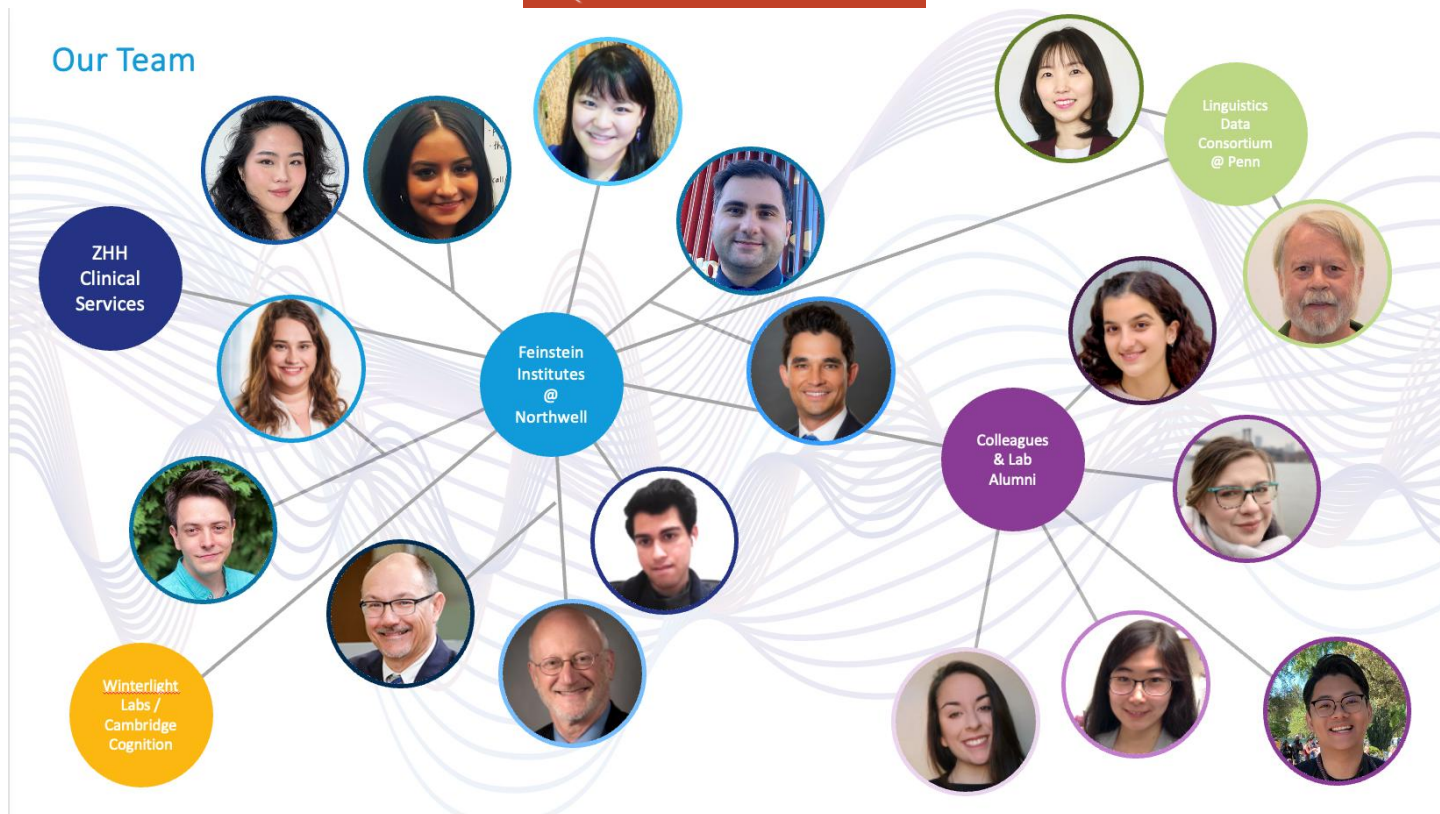 Our Team
Linguistics
Data
Consortium
@ Penn
ZHH
Clinical
Services
Feinstein
Institutes
@
Northwell
Colleagues
& Lab
Alumni
Winterlight
Labs /
Cambridge
Cognition